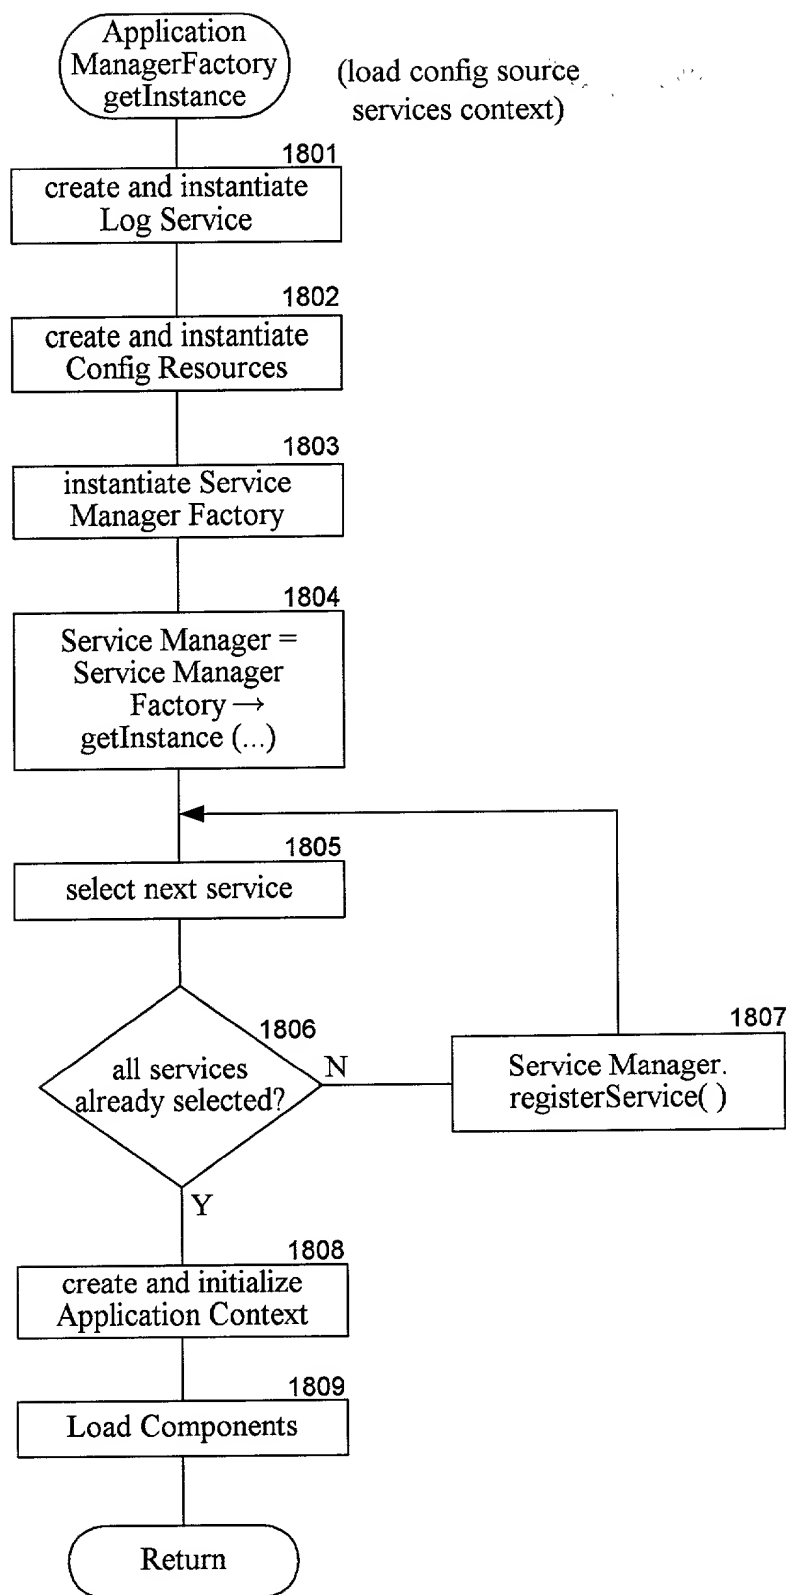 Application
ManagerFactory
getInstance
(load config source
services context)
1801
create and instantiate
Log Service
1802
create and instantiate
Config Resources
1803
instantiate Service
Manager Factory
1804
Service Manager =
Service Manager
Factory →
getInstance (...)
1805
select next service
1806
all services
already selected?
N
1807
Service Manager.
registerService( )
Y
1808
create and initialize
Application Context
1809
Load Components
Return